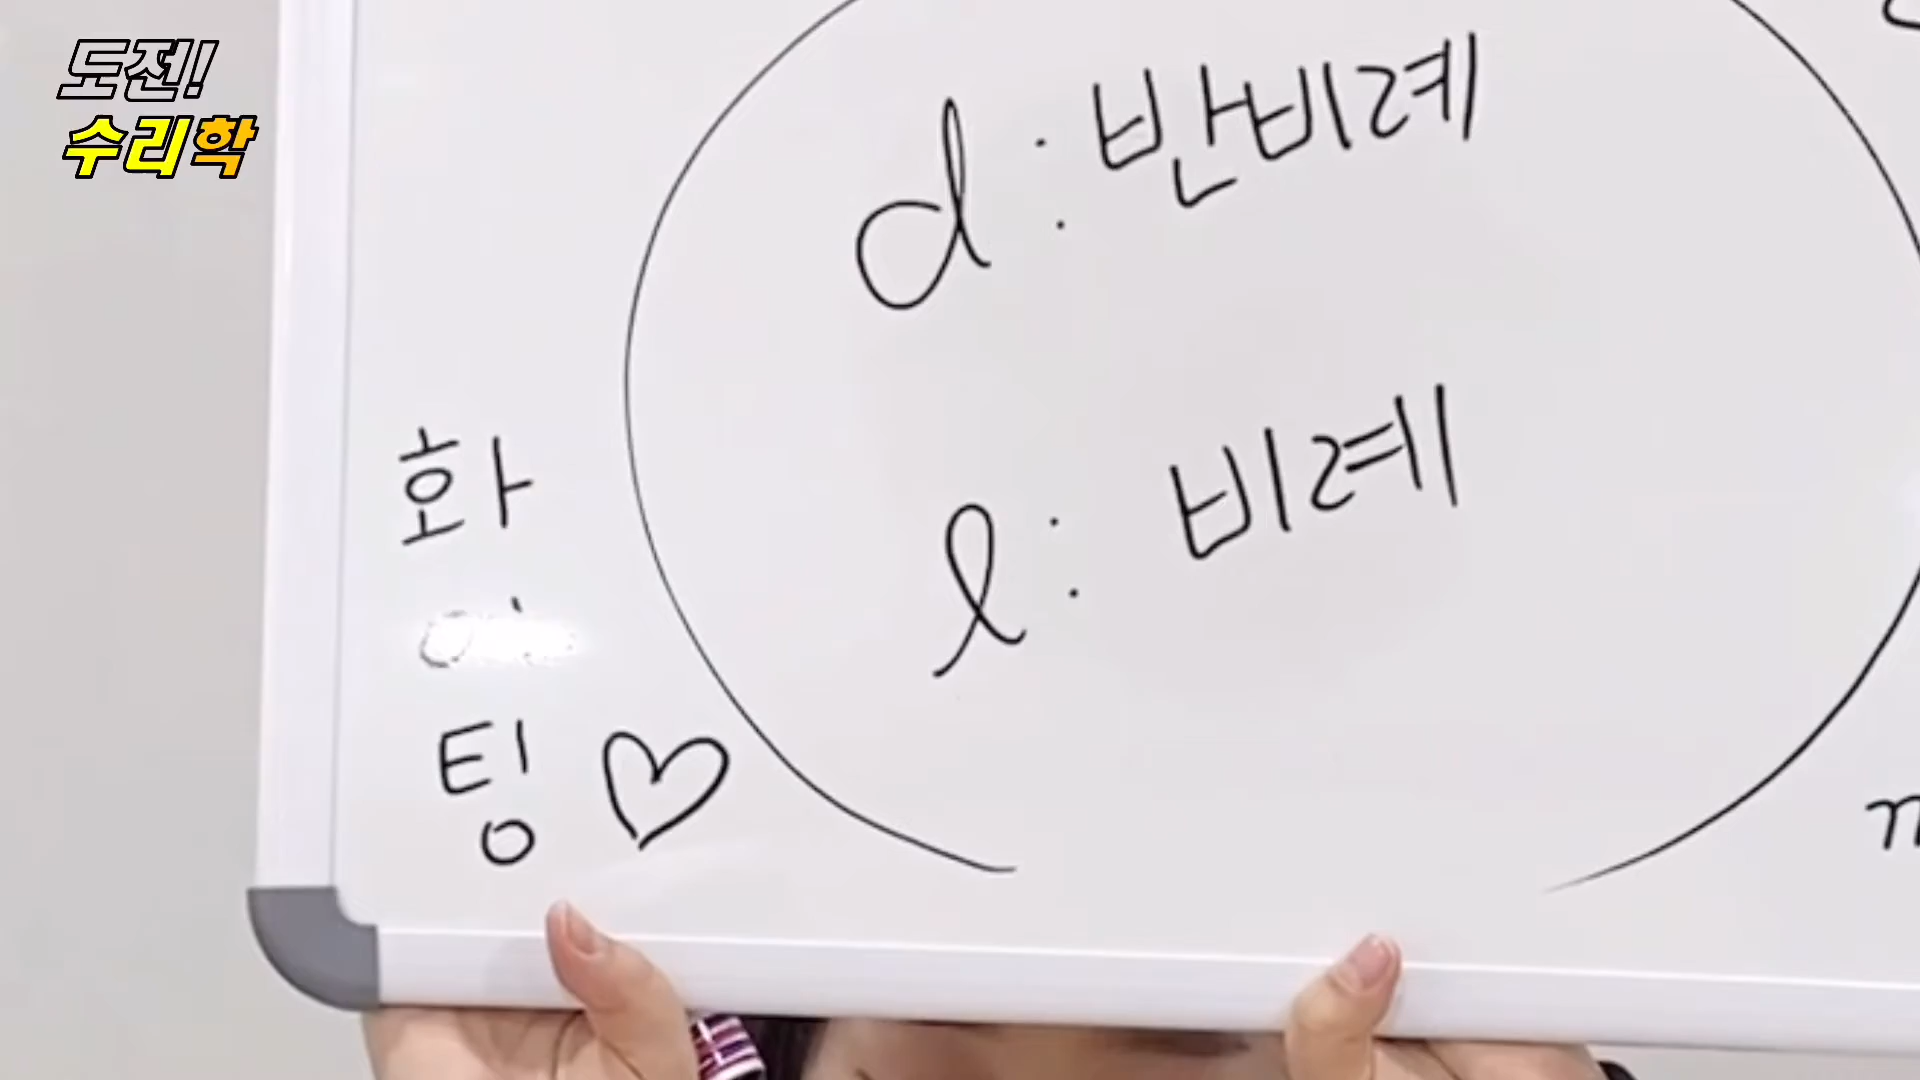 도전!
수리학
d : 반비례
l : 비례
화
팅 ♡